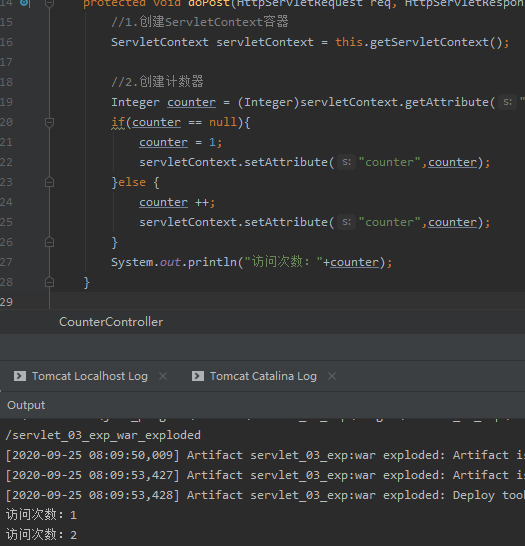 14 protected void doPost(HttpServletRequest req, HttpServletRespon
15 //1.创建ServletContext容器
16 ServletContext servletContext = this.getServletContext();
17
18 //2.创建计数器
19 Integer counter = (Integer)servletContext.getAttribute( s: "
20 if(counter == null){
21 counter = 1;
22 servletContext.setAttribute( s: "counter",counter);
23 }else {
24 counter ++;
25 servletContext.setAttribute( s: "counter",counter);
26 }
27 System.out.println("访问次数："+counter);
28 }
29
CounterController
Tomcat Localhost Log × Tomcat Catalina Log ×
Output
/servlet_03_exp_war_exploded
[2020-09-25 08:09:50,009] Artifact servlet_03_exp:war exploded: Artifact is
[2020-09-25 08:09:53,427] Artifact servlet_03_exp:war exploded: Artifact is
[2020-09-25 08:09:53,428] Artifact servlet_03_exp:war exploded: Deploy took
访问次数：1
访问次数：2